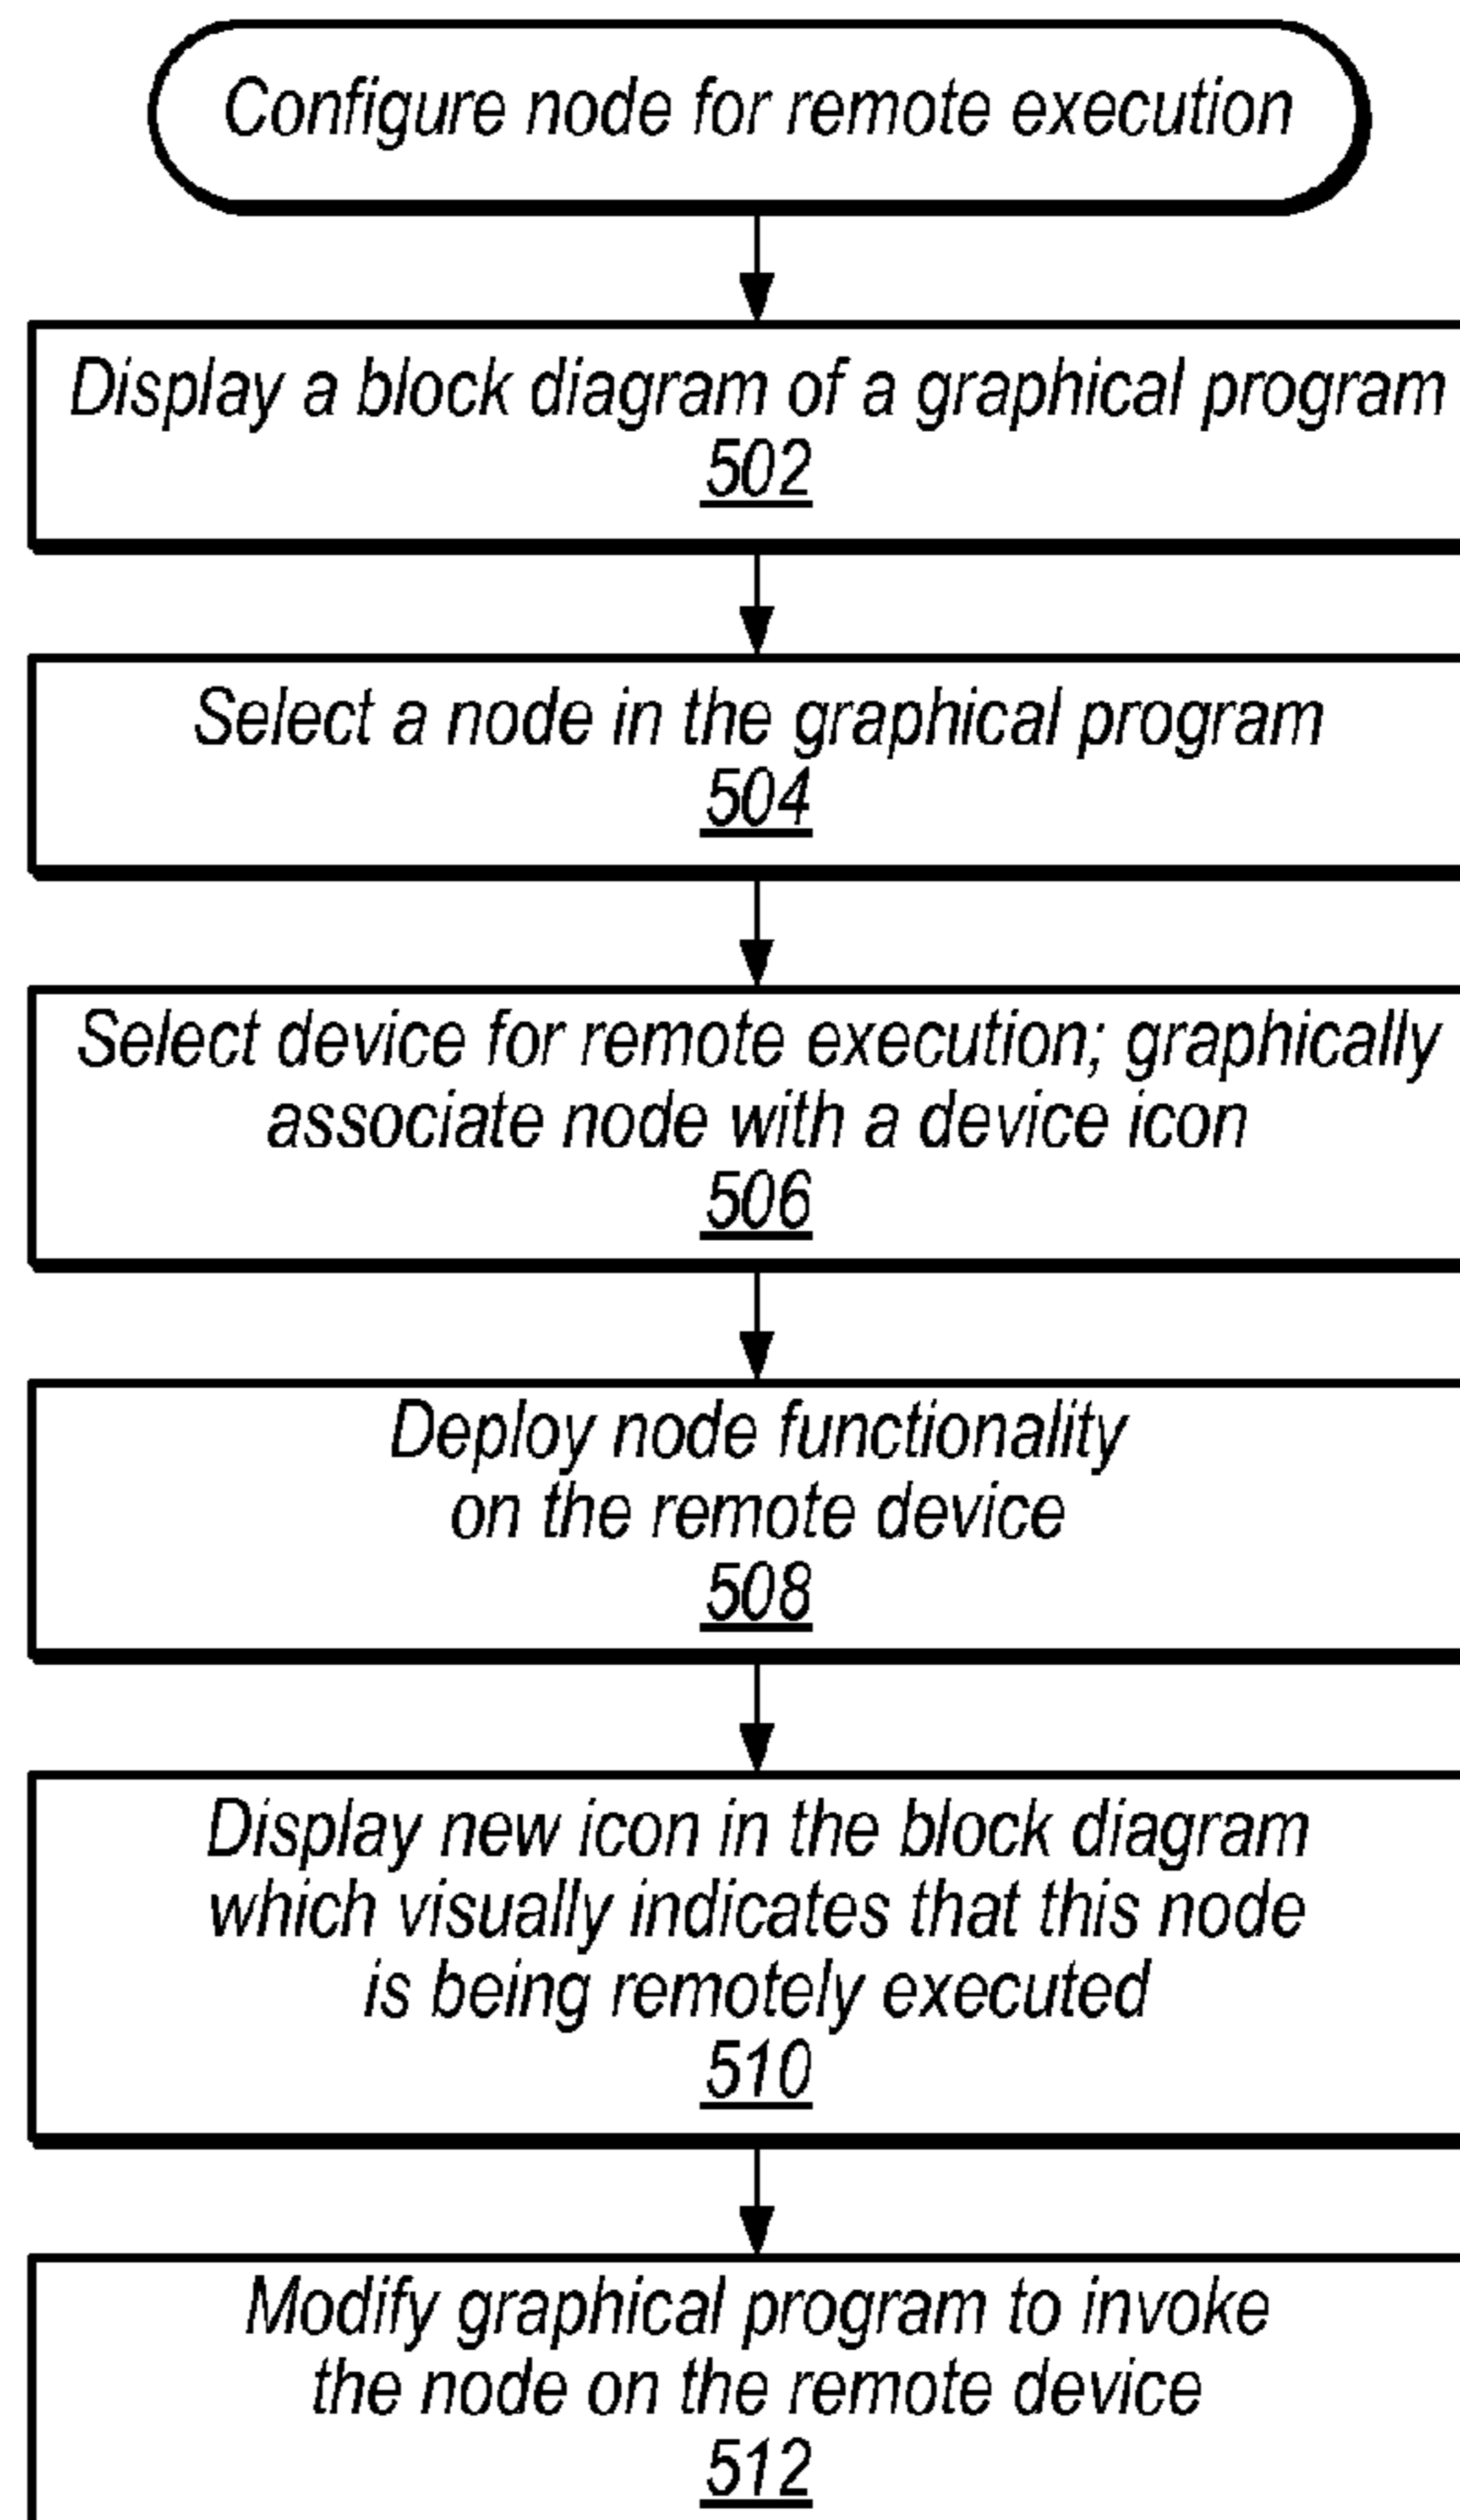 Configure node for remote execution
Display a block diagram of a graphical program
502
Select a node in the graphical program
504
Select device for remote execution; graphically
associate node with a device icon
506
Deploy node functionality
on the remote device
508
Display new icon in the block diagram
which visually indicates that this node
is being remotely executed
510
Modify graphical program to invoke
the node on the remote device
512